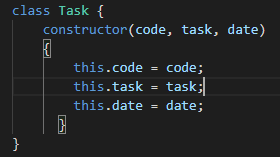 class Task {
    constructor(code, task, date)
    {
        this.code = code;
        this.task = task;
        this.date = date;
      }
}